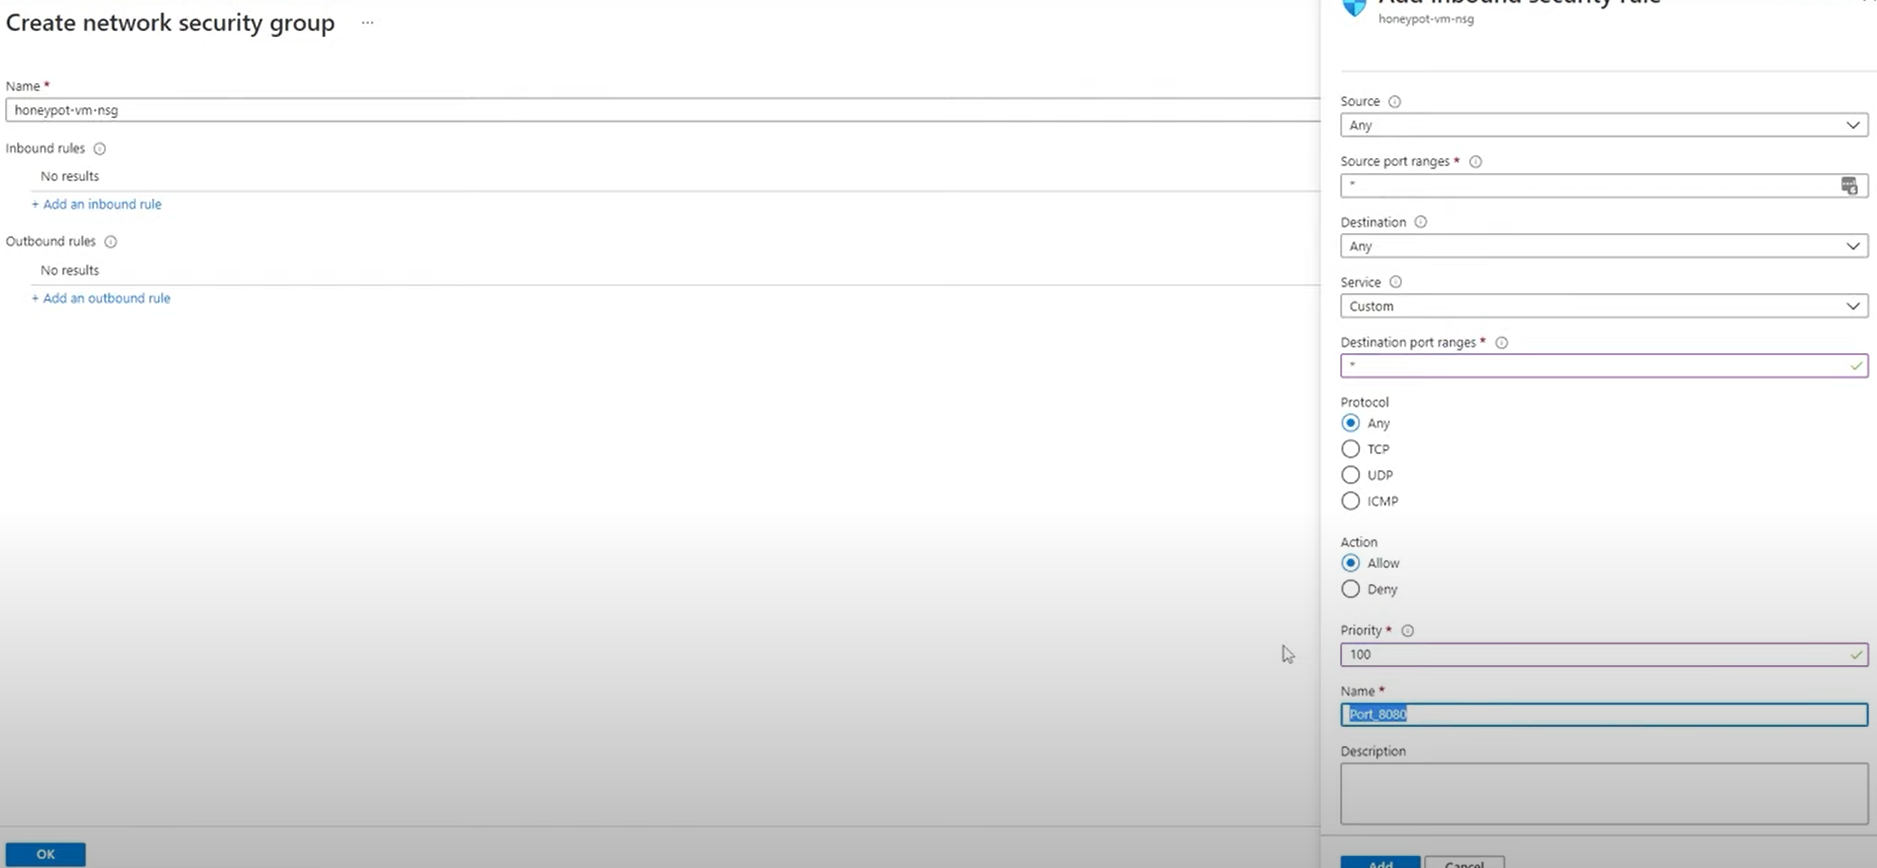 Create network security group ...
Name *
honeypot-vm-nsg
Inbound rules
No results
+ Add an inbound rule
Outbound rules
No results
+ Add an outbound rule
OK
Add inbound security rule
honeypot-vm-nsg
Source
Any
Source port ranges *
*
Destination
Any
Service
Custom
Destination port ranges *
*
Protocol
Any
TCP
UDP
ICMP
Action
Allow
Deny
Priority *
100
Name *
Port_8080
Description
Add
Cancel